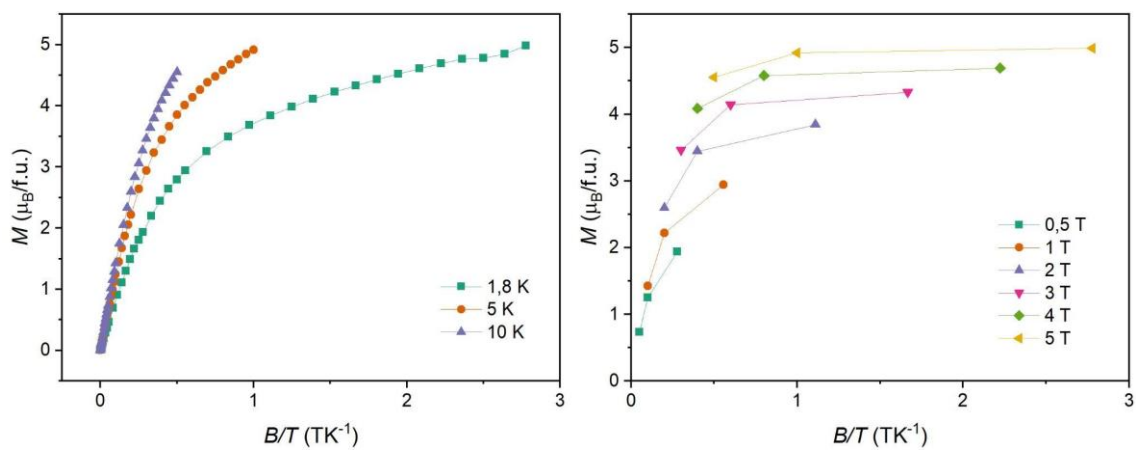 M (μB/f.u.)
5
4
3
2
1
0
1,8 K
5 K
10 K
0 1 2 3
B/T (TK⁻¹)
M (μB/f.u.)
5
4
3
2
1
0
0,5 T
1 T
2 T
3 T
4 T
5 T
0 1 2 3
B/T (TK⁻¹)